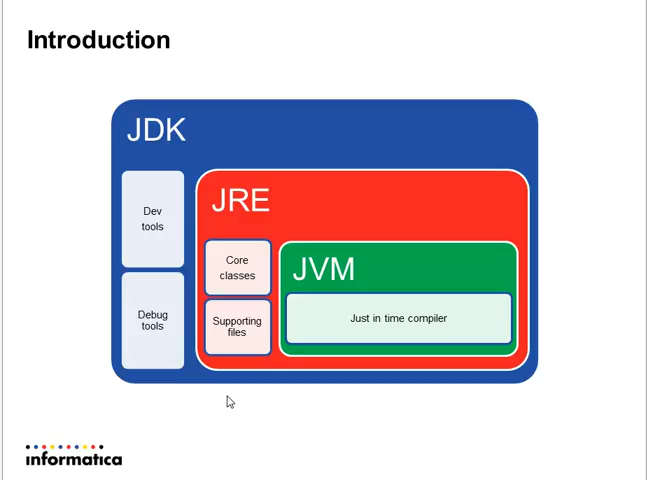 Introduction
JDK
Dev
tools
Debug
tools
JRE
Core
classes
Supporting
files
JVM
Just in time compiler
informatica